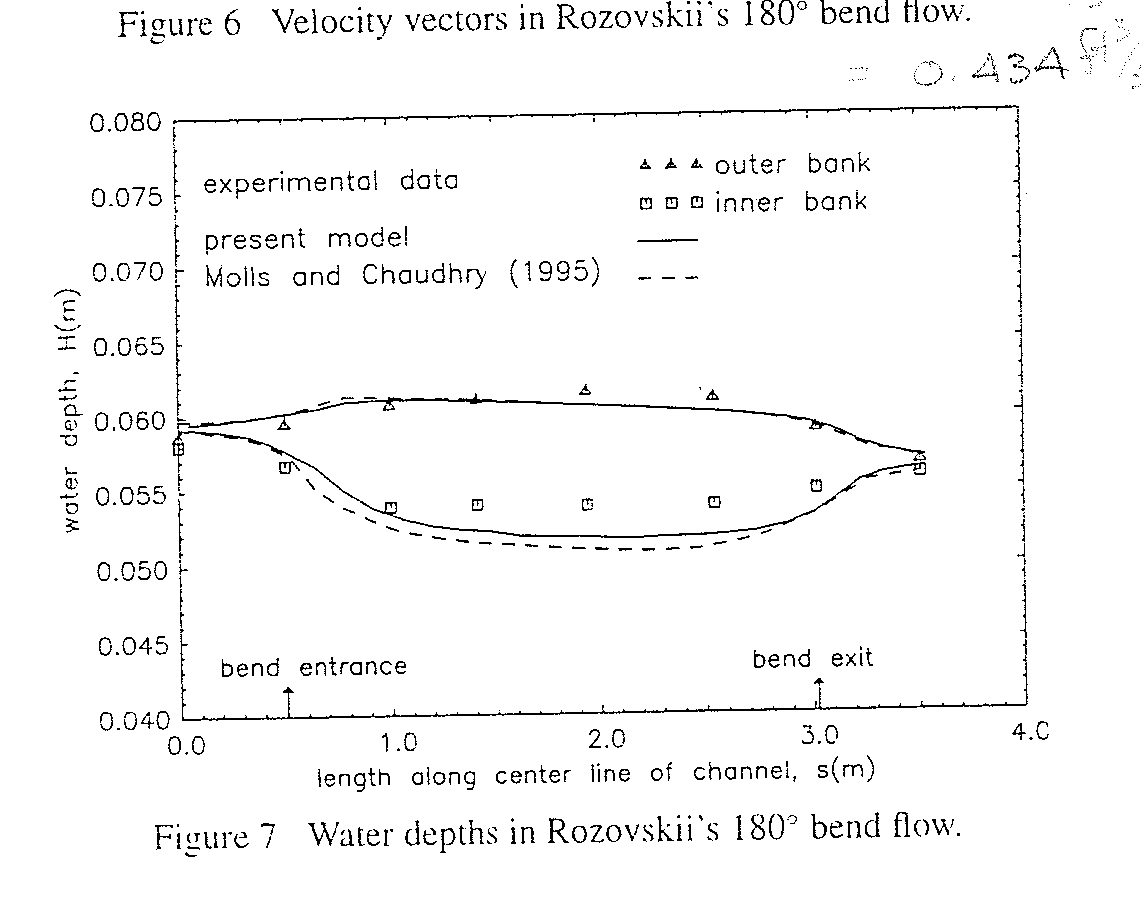 Figure 6 Velocity vectors in Rozovskii's 180° bend flow.
= 0.434
0.080
0.075
0.070
0.065
0.060
0.055
0.050
0.045
0.040
water depth, H(m)
experimental data
outer bank
inner bank
present model
Molls and Chaudhry (1995)
bend entrance
bend exit
0.0 1.0 2.0 3.0 4.0
length along center line of channel, s(m)
Figure 7 Water depths in Rozovskii's 180° bend flow.